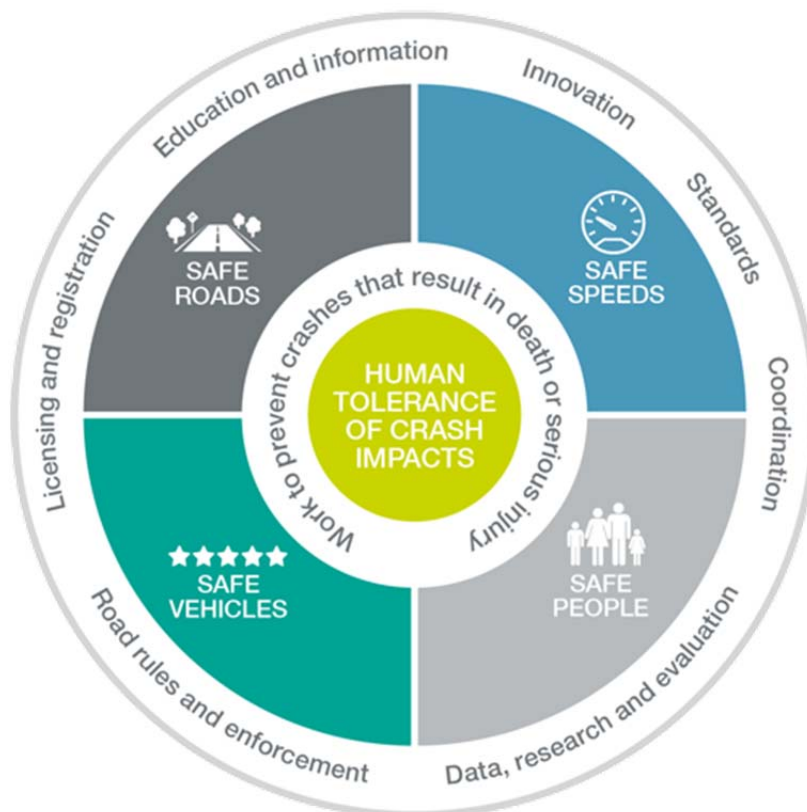 Education and information
Innovation
Standards
Coordination
Data, research and evaluation
Road rules and enforcement
Licensing and registration
SAFE
ROADS
SAFE
SPEEDS
SAFE
PEOPLE
SAFE
VEHICLES
Work to prevent crashes that result in death or serious injury
HUMAN
TOLERANCE
OF CRASH
IMPACTS